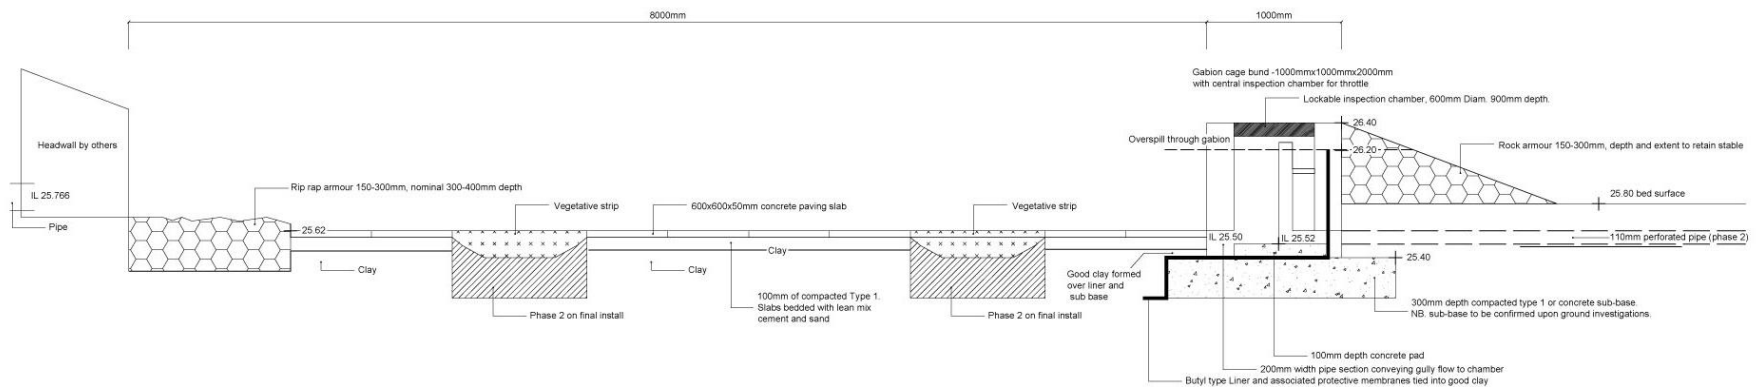 8000mm
1000mm
Gabion cage bund -1000mmx1000mmx2000mm
with central inspection chamber for throttle
Lockable inspection chamber, 600mm Diam. 900mm depth.
26.40
Overspill through gabion
Headwall by others
26.20
Rock armour 150-300mm, depth and extent to retain stable
IL 25.766
Rip rap armour 150-300mm, nominal 300-400mm depth
25.80 bed surface
Vegetative strip
600x600x50mm concrete paving slab
Vegetative strip
Pipe
25.62
IL 25.50
IL 25.52
110mm perforated pipe (phase 2)
Clay
25.40
Clay
Clay
Good clay formed
over liner and
sub base
100mm of compacted Type 1.
Slabs bedded with lean mix
cement and sand
300mm depth compacted type 1 or concrete sub-base.
NB. sub-base to be confirmed upon ground investigations.
Phase 2 on final install
Phase 2 on final install
100mm depth concrete pad
200mm width pipe section conveying gully flow to chamber
Butyl type Liner and associated protective membranes tied into good clay